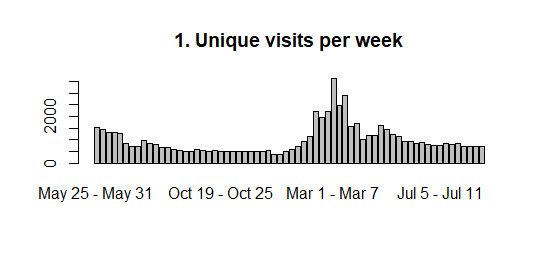 1. Unique visits per week
2000
0
May 25 - May 31 Oct 19 - Oct 25 Mar 1 - Mar 7 Jul 5 - Jul 11